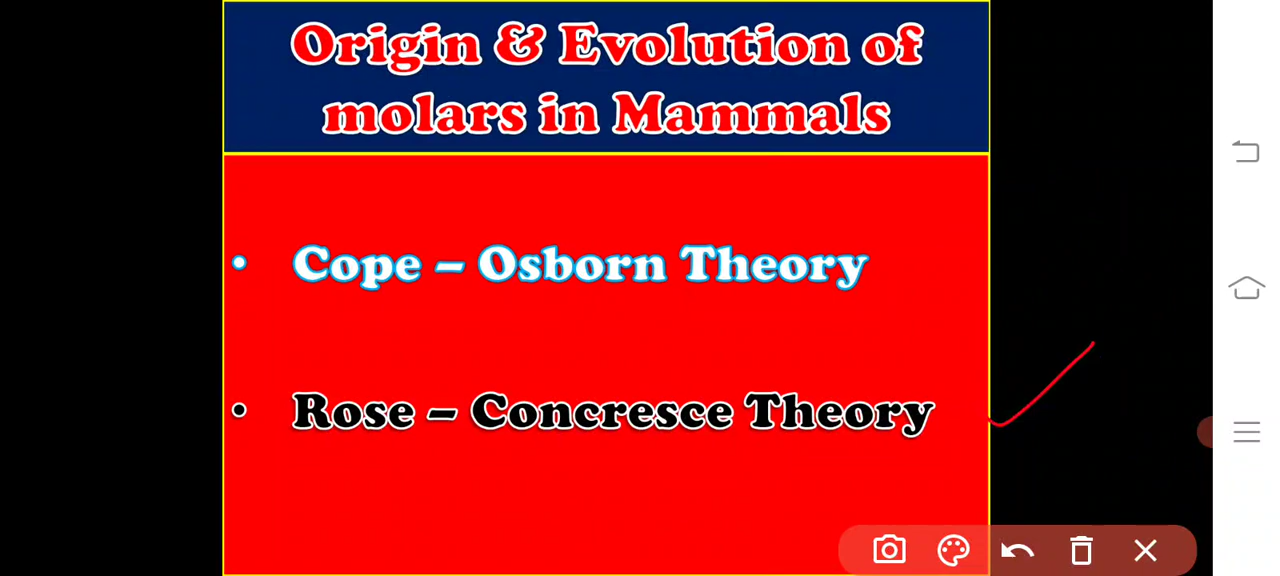 Origin & Evolution of
molars in Mammals
• Cope – Osborn Theory
• Rose – Concresce Theory